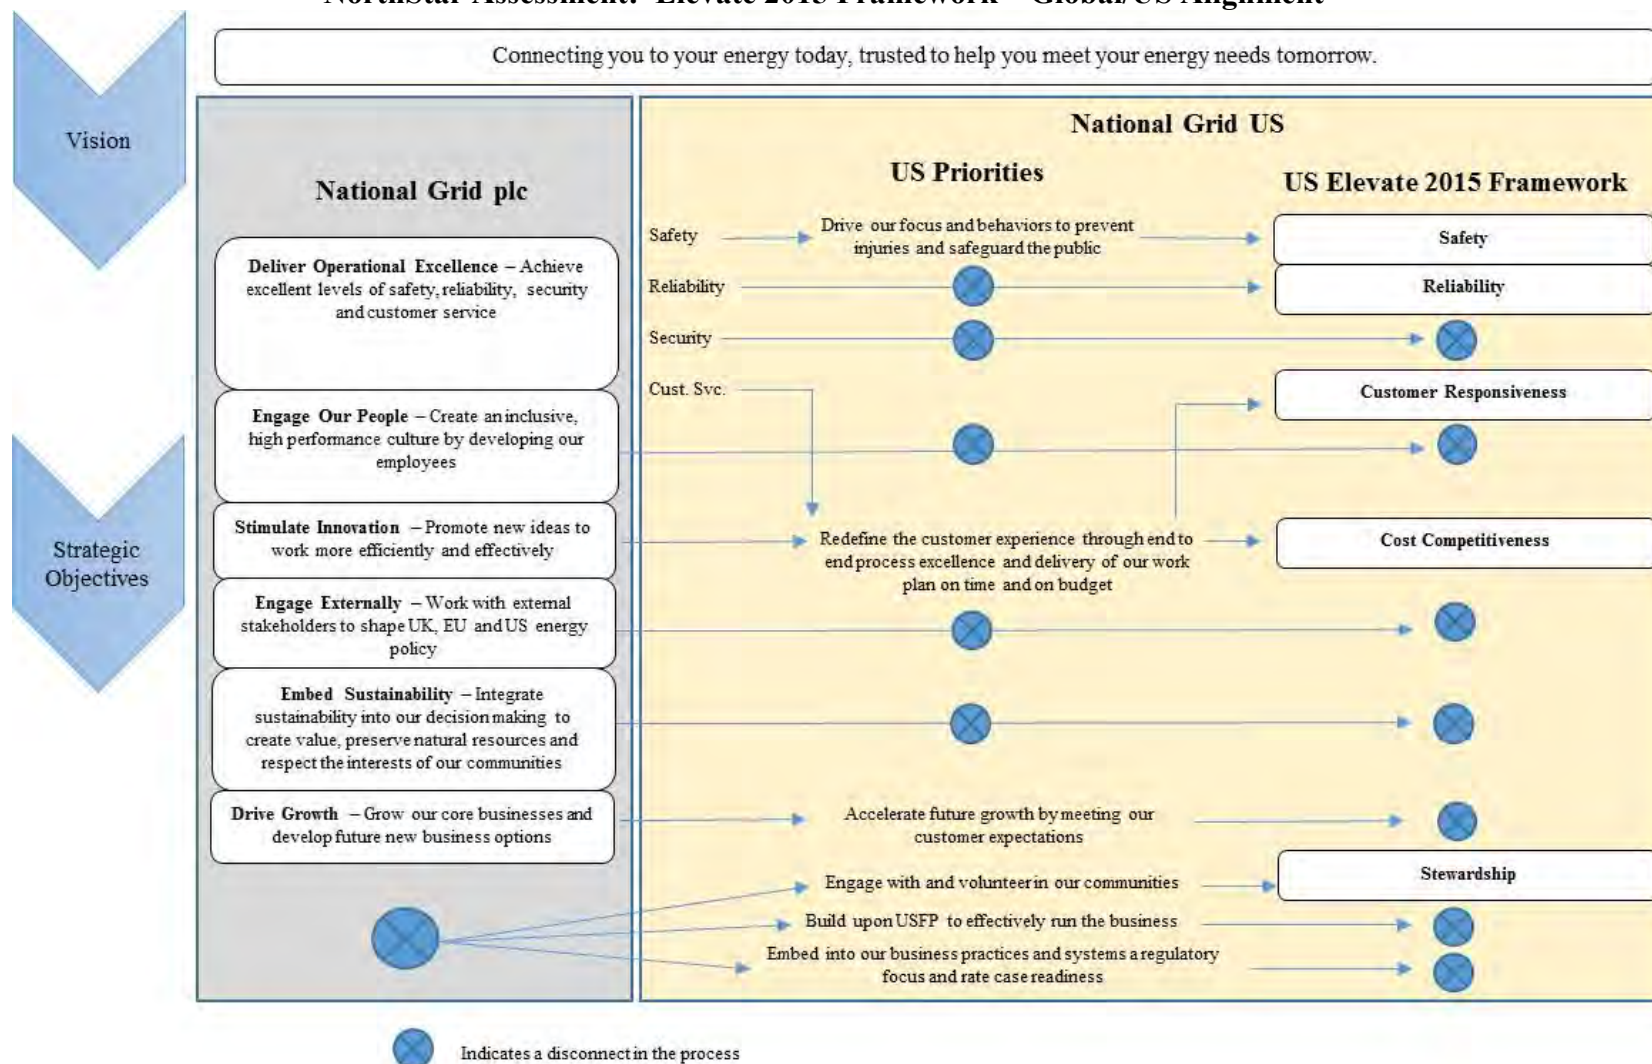 NorthStar Assessment: Elevate 2015 Framework – Global/US Alignment
Connecting you to your energy today, trusted to help you meet your energy needs tomorrow.
Vision
Strategic
Objectives
National Grid plc
Deliver Operational Excellence – Achieve
excellent levels of safety, reliability, security
and customer service
Engage Our People – Create an inclusive,
high performance culture by developing our
employees
Stimulate Innovation – Promote new ideas to
work more efficiently and effectively
Engage Externally – Work with external
stakeholders to shape UK, EU and US energy
policy
Embed Sustainability – Integrate
sustainability into our decision making to
create value, preserve natural resources and
respect the interests of our communities
Drive Growth – Grow our core businesses and
develop future new business options
National Grid US
US Priorities
US Elevate 2015 Framework
Safety
Drive our focus and behaviors to prevent
injuries and safeguard the public
Safety
Reliability
Reliability
Security
Cust. Svc.
Customer Responsiveness
Redefine the customer experience through end to
end process excellence and delivery of our work
plan on time and on budget
Cost Competitiveness
Accelerate future growth by meeting our
customer expectations
Engage with and volunteer in our communities
Stewardship
Build upon USFP to effectively run the business
Embed into our business practices and systems a regulatory
focus and rate case readiness
Indicates a disconnect in the process